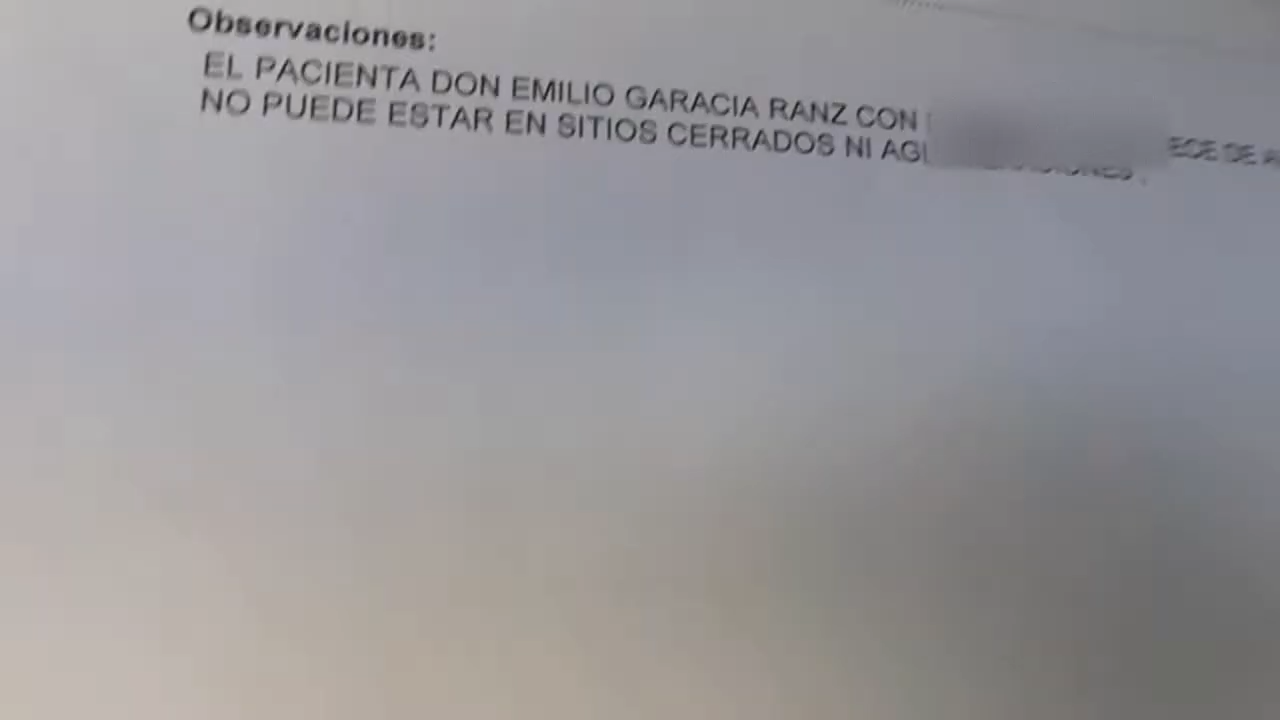 Observaciones:
EL PACIENTA DON EMILIO GARACIA RANZ CON
NO PUEDE ESTAR EN SITIOS CERRADOS NI